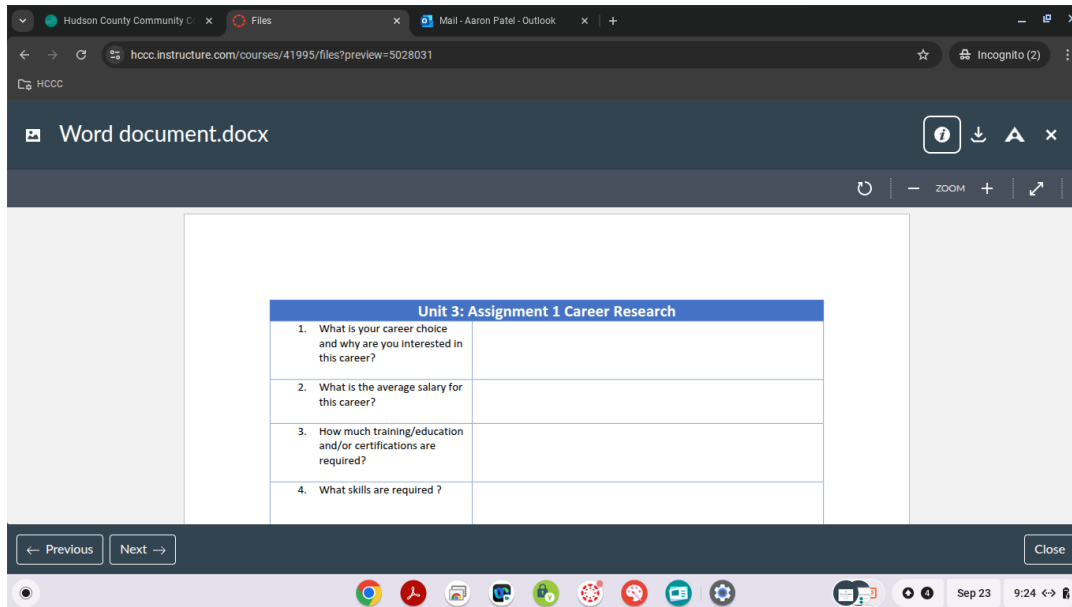 Hudson County Community C
Files
Mail - Aaron Patel - Outlook
hccc.instructure.com/courses/41995/files?preview=5028031
Incognito (2)
HCCC
Word document.docx
ZOOM
Unit 3: Assignment 1 Career Research
1. What is your career choice
and why are you interested in
this career?
2. What is the average salary for
this career?
3. How much training/education
and/or certifications are
required?
4. What skills are required ?
← Previous
Next →
Close
4
Sep 23
9:24